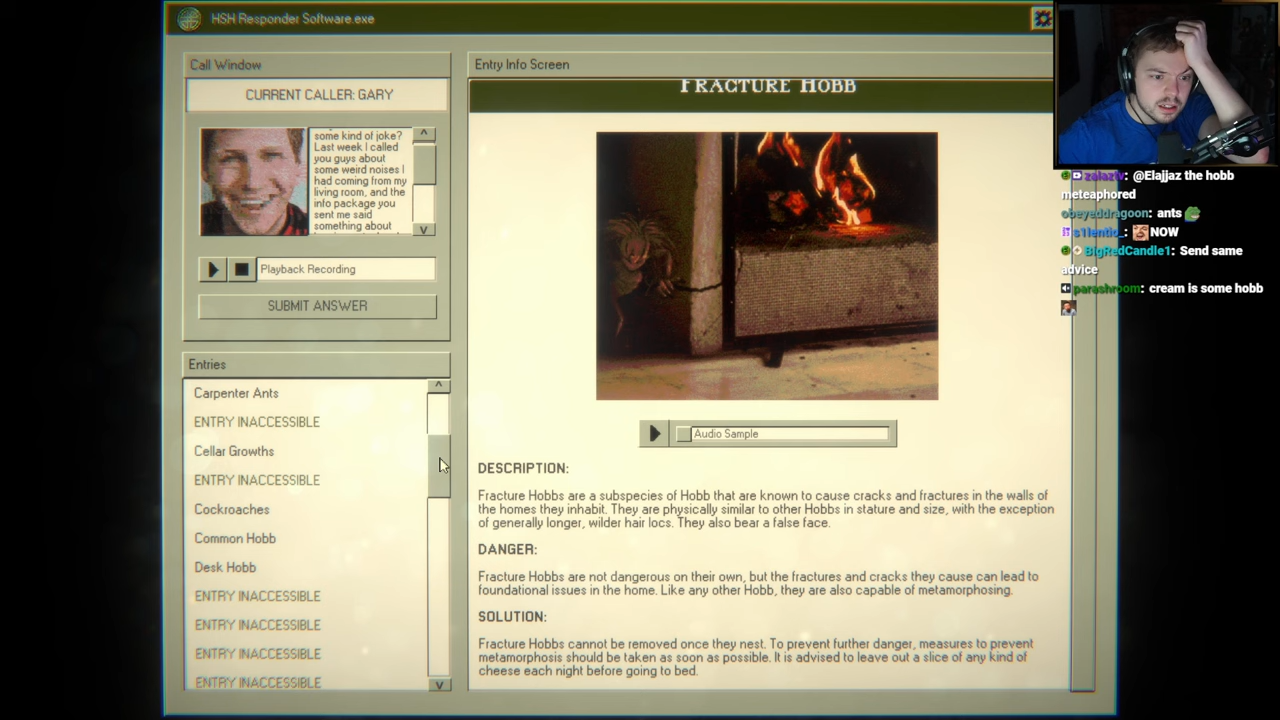 HSH Responder Software.exe
Call Window
CURRENT CALLER: GARY
some kind of joke?
Last week I called
you guys about
some weird noises I
had coming from my
living room, and the
info package you
sent me said
something about
Playback Recording
SUBMIT ANSWER
Entries
Carpenter Ants
ENTRY INACCESSIBLE
Cellar Growths
ENTRY INACCESSIBLE
Cockroaches
Common Hobb
Desk Hobb
ENTRY INACCESSIBLE
ENTRY INACCESSIBLE
ENTRY INACCESSIBLE
ENTRY INACCESSIBLE
Entry Info Screen
FRACTURE HOBB
Audio Sample
DESCRIPTION:
Fracture Hobbs are a subspecies of Hobb that are known to cause cracks and fractures in the walls of
the homes they inhabit. They are physically similar to other Hobbs in stature and size, with the exception
of generally longer, wilder hair locs. They also bear a false face.
DANGER:
Fracture Hobbs are not dangerous on their own, but the fractures and cracks they cause can lead to
foundational issues in the home. Like any other Hobb, they are also capable of metamorphosing.
SOLUTION:
Fracture Hobbs cannot be removed once they nest. To prevent further danger, measures to prevent
metamorphosis should be taken as soon as possible. It is advised to leave out a slice of any kind of
cheese each night before going to bed.
: @Elajjaz the hobb
meteaphored
obeyeddragoon: ants
: NOW
BigRedCandle1: Send same
advice
parashroom: cream is some hobb